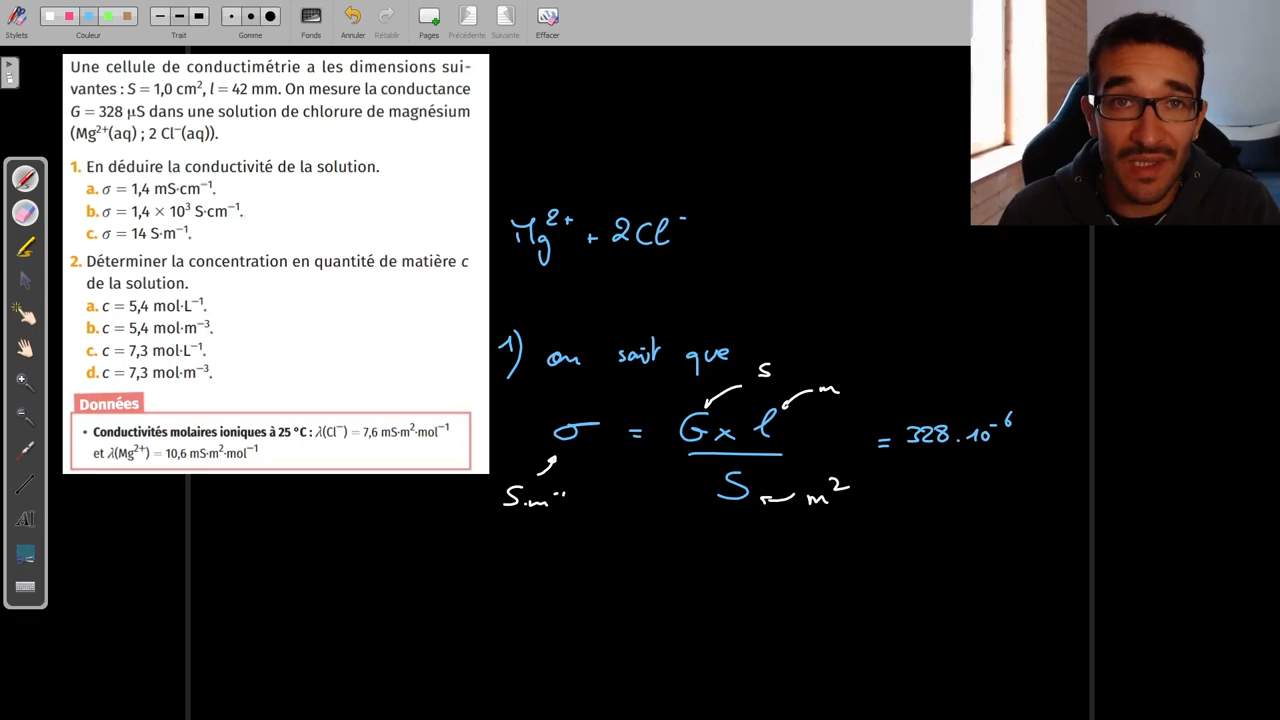 Stylets
Couleur
Trait
Gomme
Fonds
Annuler
Rétablir
Pages
Précédente
Suivante
Effacer
Une cellule de conductimétrie a les dimensions sui-
vantes : S = 1,0 cm², l = 42 mm. On mesure la conductance
G = 328 µS dans une solution de chlorure de magnésium
(Mg²⁺(aq) ; 2 Cl⁻(aq)).
1. En déduire la conductivité de la solution.
a. σ = 1,4 mS·cm⁻¹.
b. σ = 1,4 × 10³ S·cm⁻¹.
c. σ = 14 S·m⁻¹.
2. Déterminer la concentration en quantité de matière c
de la solution.
a. c = 5,4 mol·L⁻¹.
b. c = 5,4 mol·m⁻³.
c. c = 7,3 mol·L⁻¹.
d. c = 7,3 mol·m⁻³.
Données
• Conductivités molaires ioniques à 25 °C : λ(Cl⁻) = 7,6 mS·m²·mol⁻¹
et λ(Mg²⁺) = 10,6 mS·m²·mol⁻¹
Mg²⁺ + 2Cl⁻
1) on sait que
S
m
σ = G x l / S = 328.10⁻⁶
S.m⁻¹
m²
AI